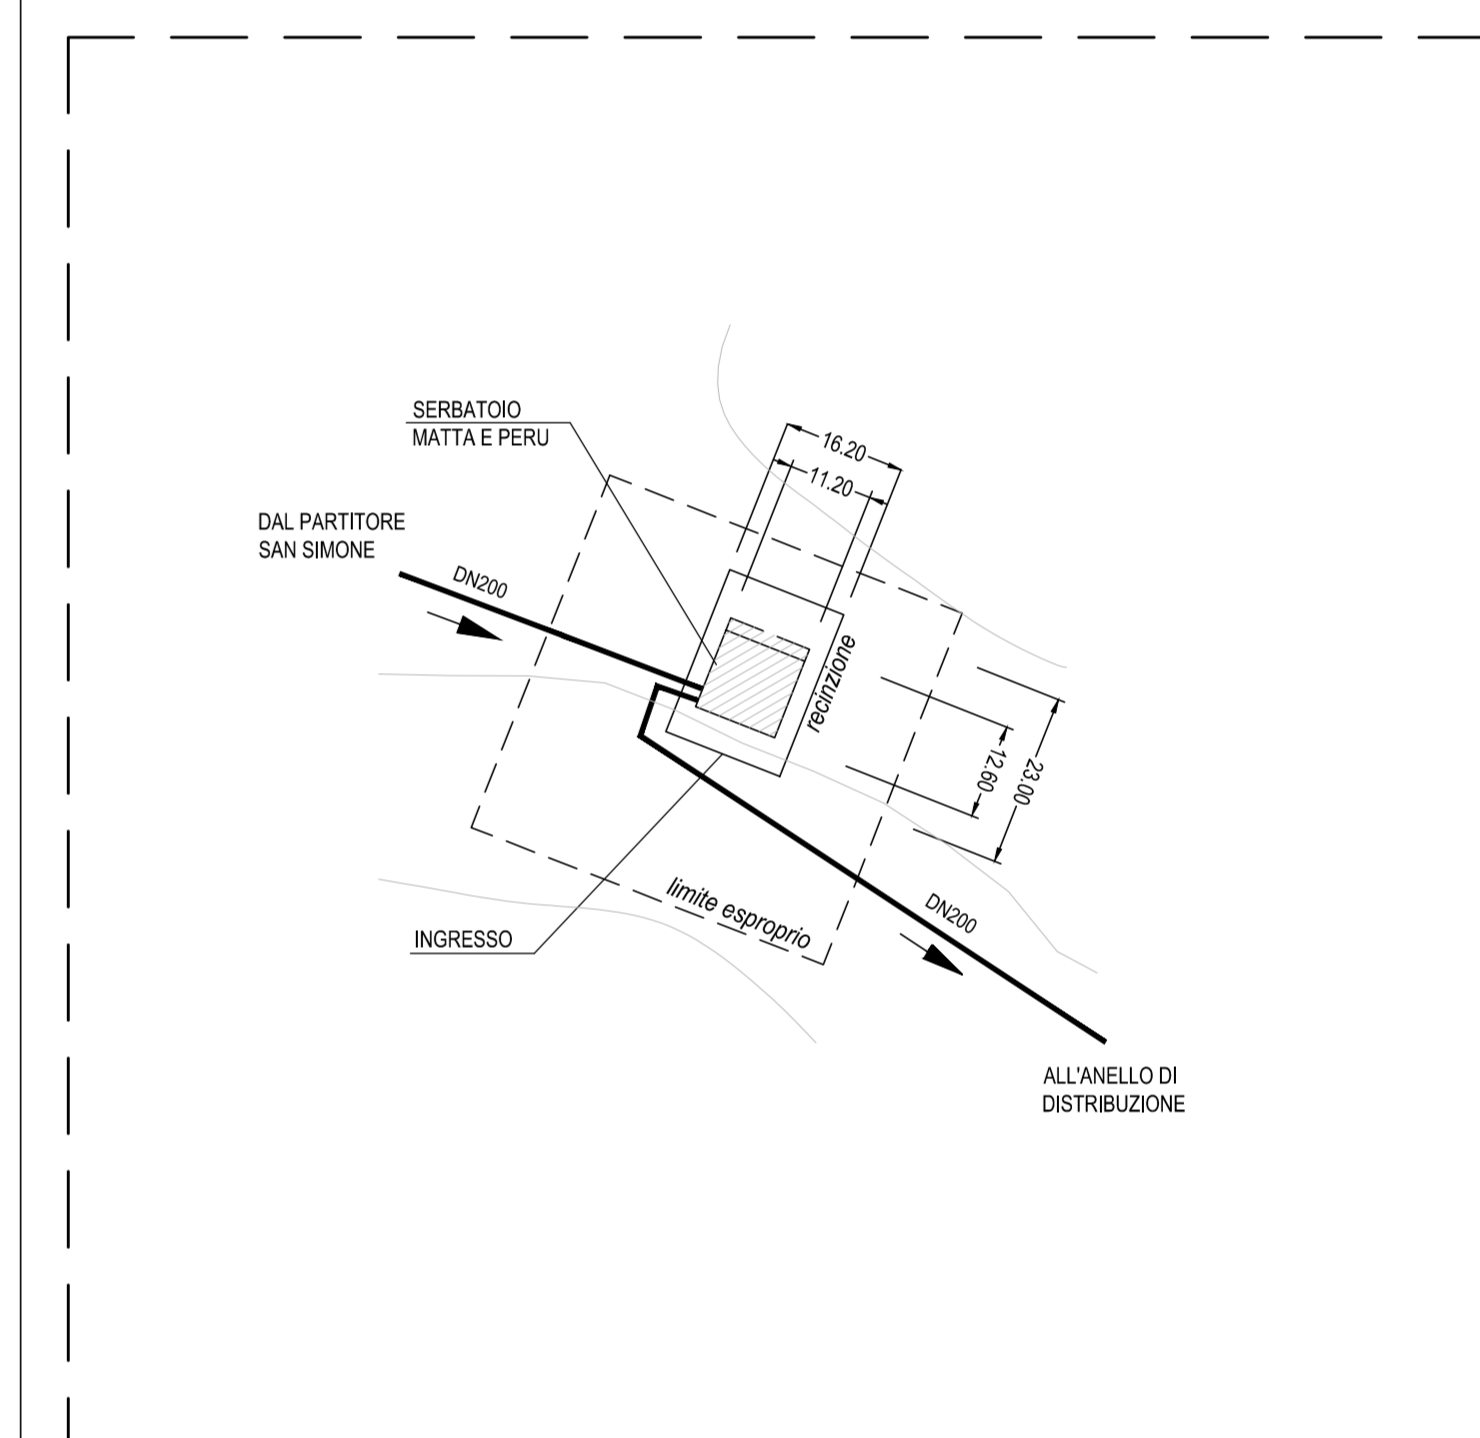 SERBATOIO
MATTA E PERU
16.20
11.20
DAL PARTITORE
SAN SIMONE
DN200
recinzione
12.60
23.00
limite esproprio
DN200
INGRESSO
ALL'ANELLO DI
DISTRIBUZIONE